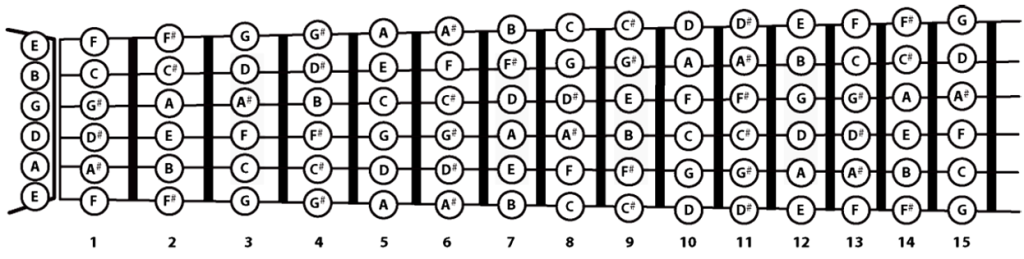 E F F# G G# A A# B C C# D D# E F F# G
B C C# D D# E F F# G G# A A# B C C# D
G G# A A# B C C# D D# E F F# G G# A A#
D D# E F F# G G# A A# B C C# D D# E F
A A# B C C# D D# E F F# G G# A A# B C
E F F# G G# A A# B C C# D D# E F F# G
1 2 3 4 5 6 7 8 9 10 11 12 13 14 15